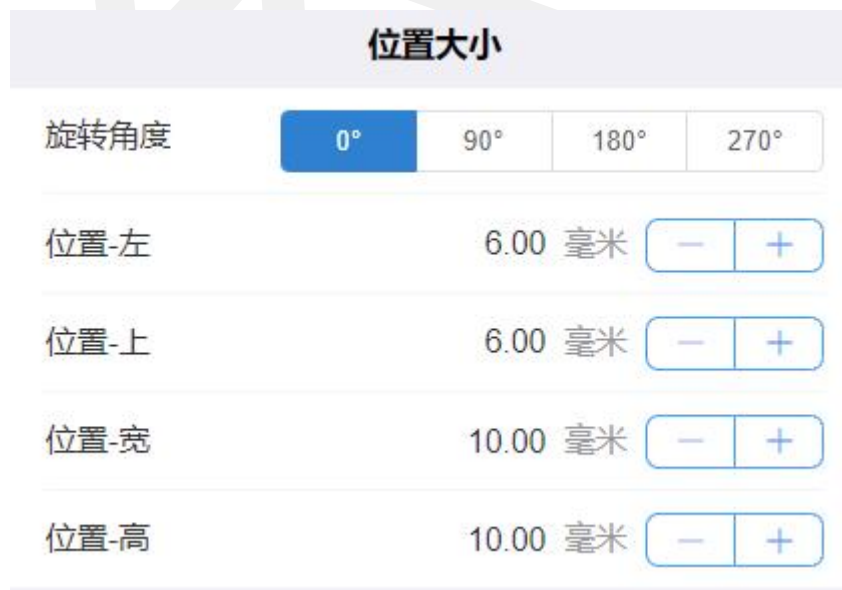 位置大小
旋转角度 0° 90° 180° 270°
位置-左 6.00 毫米 − +
位置-上 6.00 毫米 − +
位置-宽 10.00 毫米 − +
位置-高 10.00 毫米 − +